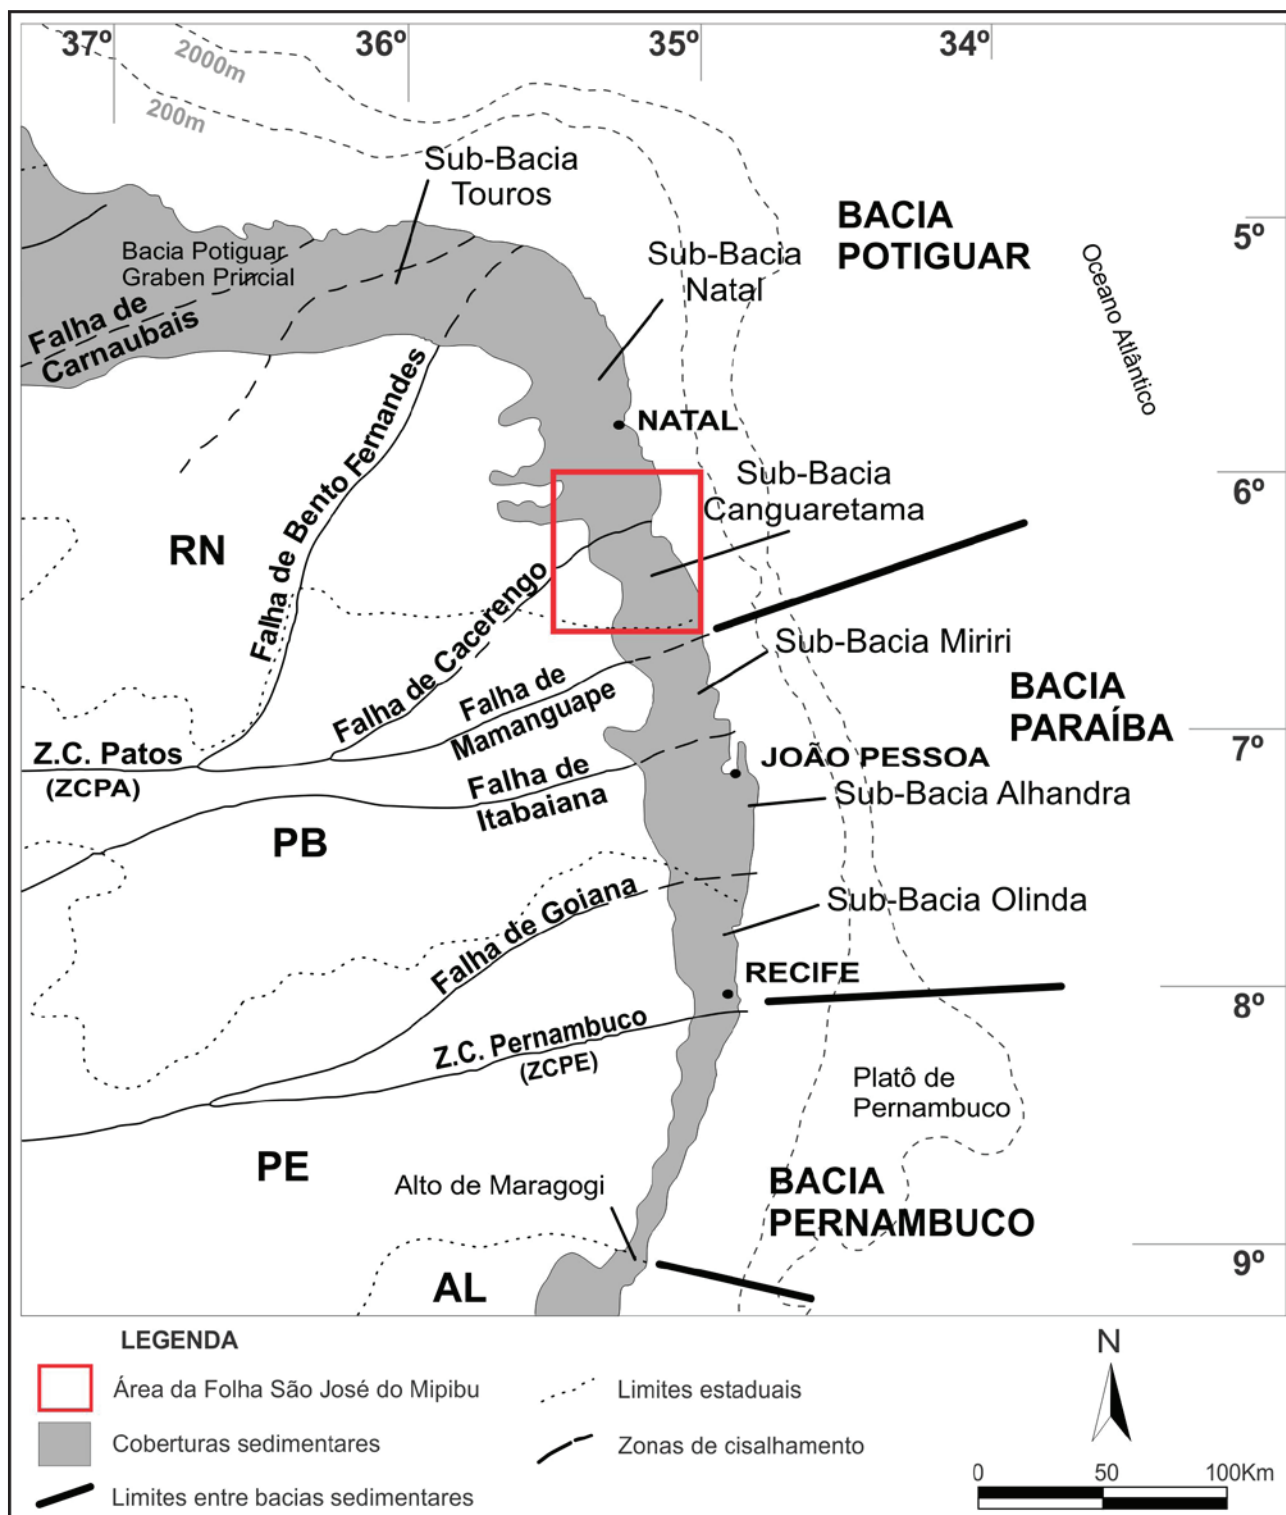 37º
36º
35º
34º
2000m
200m
Sub-Bacia
Touros
BACIA
POTIGUAR
5º
Bacia Potiguar
Graben Princial
Sub-Bacia
Natal
Oceano Atlântico
Falha de
Carnaubais
Falha de Bento Fernandes
NATAL
Sub-Bacia
Canguaretama
6º
RN
Falha de Cacerengo
Sub-Bacia Miriri
Falha de
Mamanguape
BACIA
PARAÍBA
7º
Z.C. Patos
(ZCPA)
JOÃO PESSOA
Falha de
Itabaiana
Sub-Bacia Alhandra
PB
Falha de Goiana
Sub-Bacia Olinda
RECIFE
8º
Z.C. Pernambuco
(ZCPE)
Platô de
Pernambuco
PE
Alto de Maragogi
BACIA
PERNAMBUCO
9º
AL
LEGENDA
Área da Folha São José do Mipibu
Coberturas sedimentares
Limites entre bacias sedimentares
Limites estaduais
Zonas de cisalhamento
N
0 50 100Km